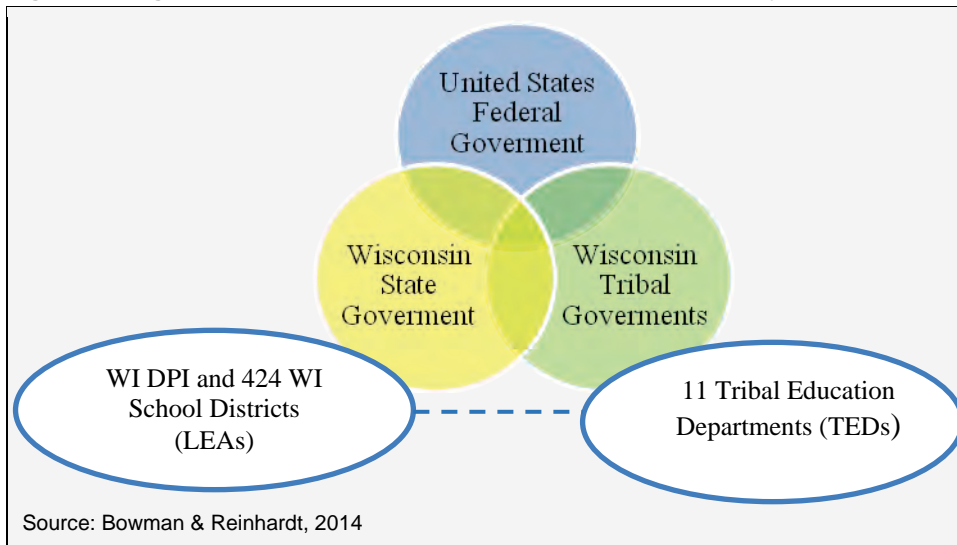 United States
Federal
Goverment
Wisconsin
State
Goverment
Wisconsin
Tribal
Goverments
WI DPI and 424 WI
School Districts
(LEAs)
11 Tribal Education
Departments (TEDs)
Source: Bowman & Reinhardt, 2014